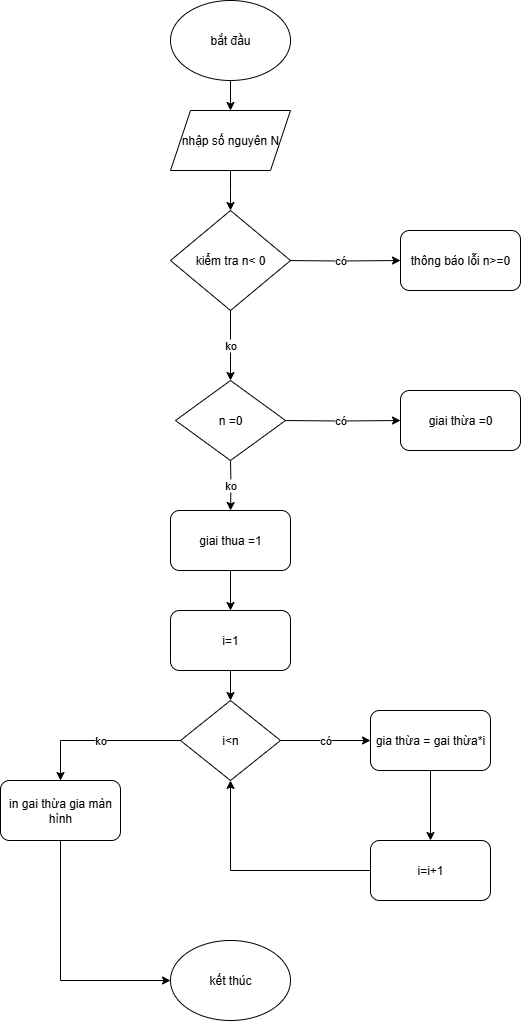 bắt đầu
nhập số nguyên N
kiểm tra n< 0
có
thông báo lỗi n>=0
ko
n =0
có
giai thừa =0
ko
giai thua =1
i=1
i<n
có
gia thừa = gai thừa*i
ko
in gai thừa gia màn
hình
i=i+1
kết thúc